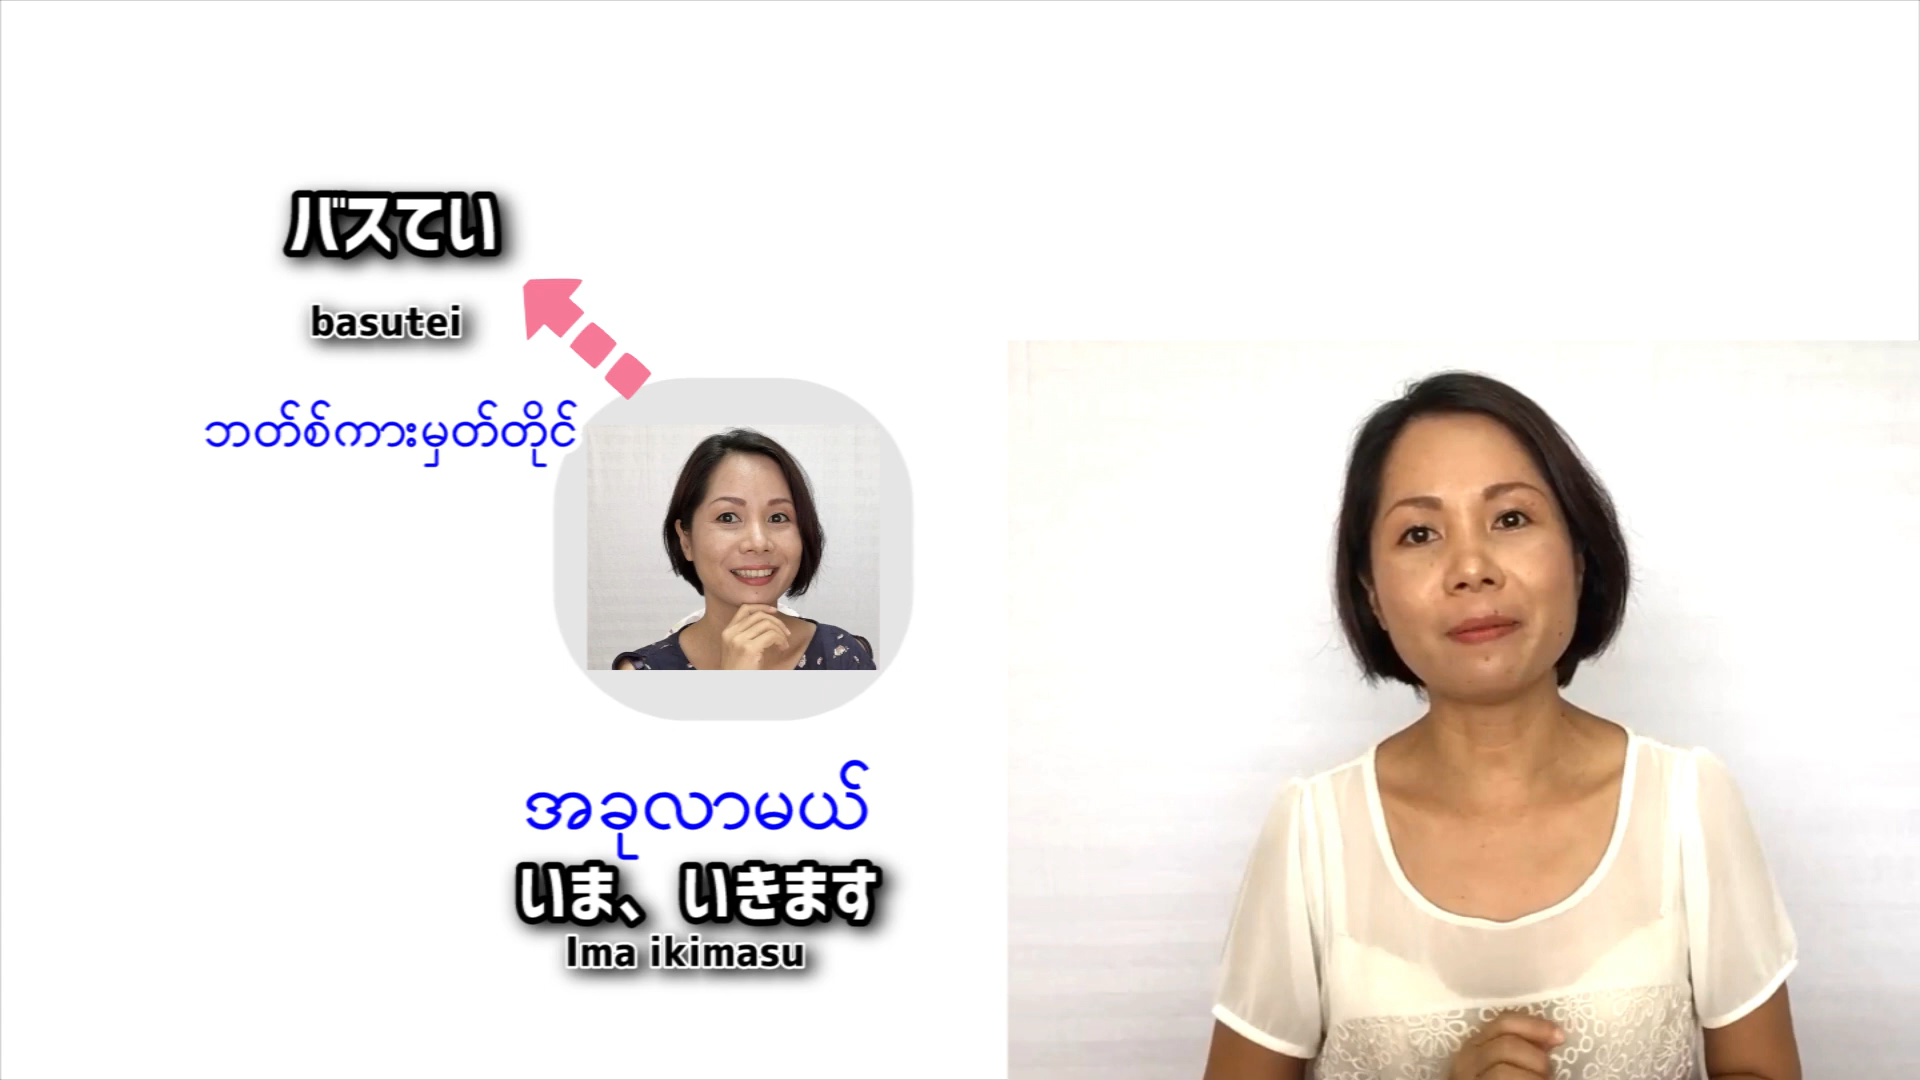 バスてい
basutei
ဘတ်စ်ကားမှတ်တိုင်
အခုလာမယ်
いま、いきます
Ima ikimasu